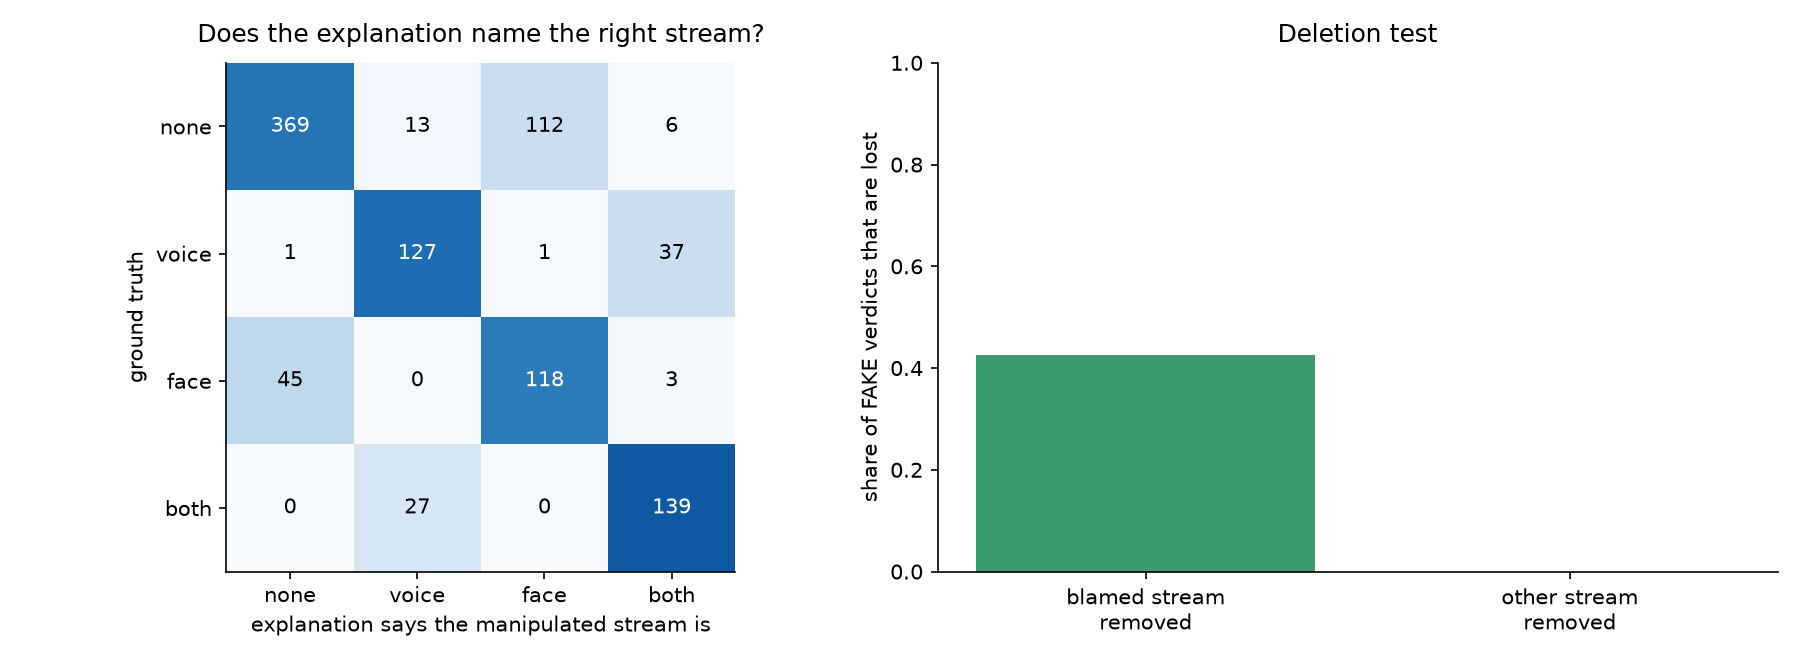 Does the explanation name the right stream?
ground truth
none 369 13 112 6
voice 1 127 1 37
face 45 0 118 3
both 0 27 0 139
none voice face both
explanation says the manipulated stream is
Deletion test
share of FAKE verdicts that are lost
1.0
0.8
0.6
0.4
0.2
0.0
blamed stream
removed
other stream
removed